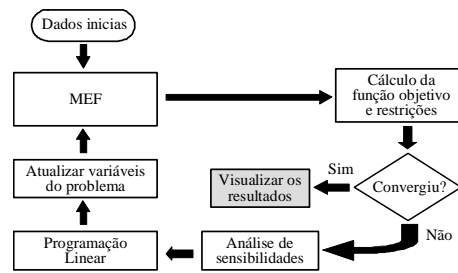 Dados inicias
MEF
Cálculo da
função objetivo
e restrições
Convergiu?
Sim
Visualizar os
resultados
Não
Análise de
sensibilidades
Programação
Linear
Atualizar variáveis
do problema